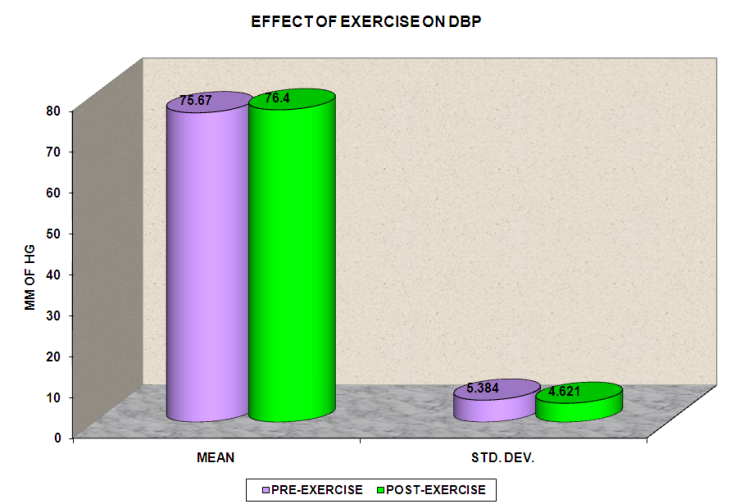 EFFECT OF EXERCISE ON DBP
75.67
76.4
80
70
60
50
40
30
20
10
0
MM OF HG
5.384
4.621
MEAN
STD. DEV.
PRE-EXERCISE
POST-EXERCISE